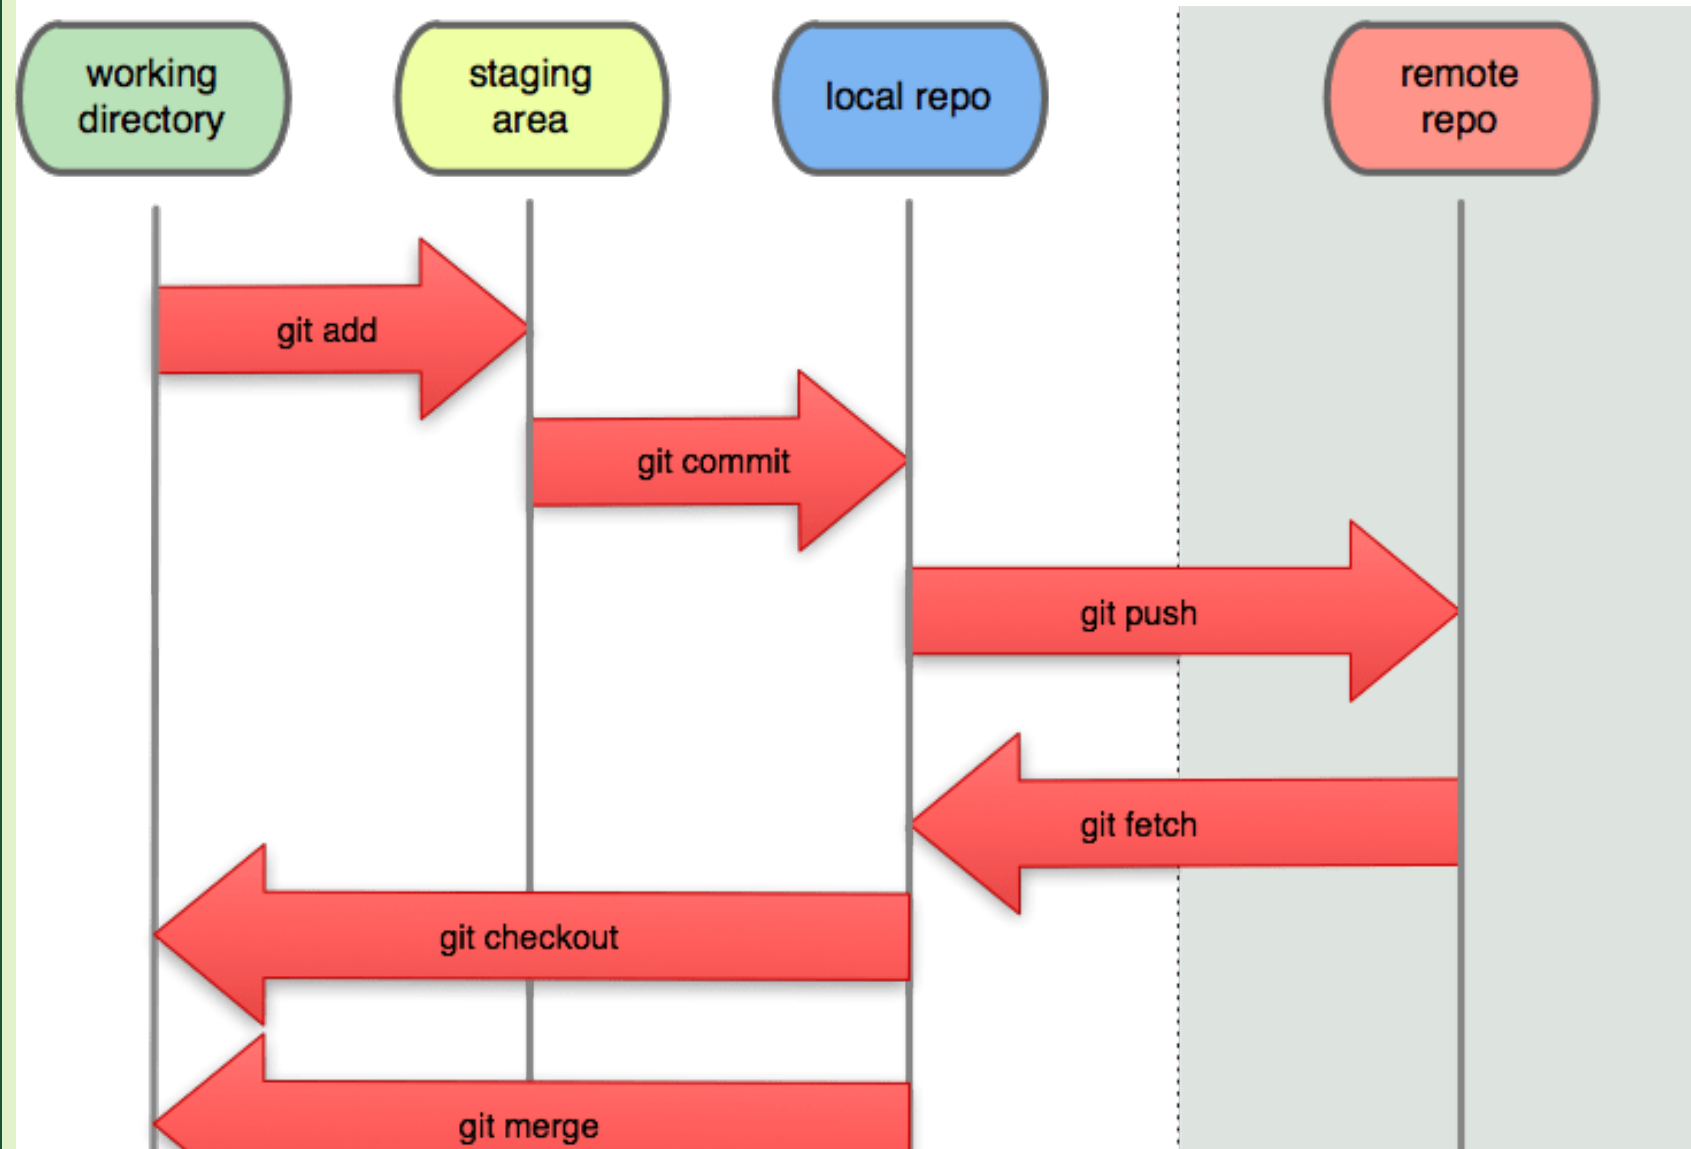 working
directory
staging
area
local repo
remote
repo
git add
git commit
git push
git fetch
git checkout
git merge